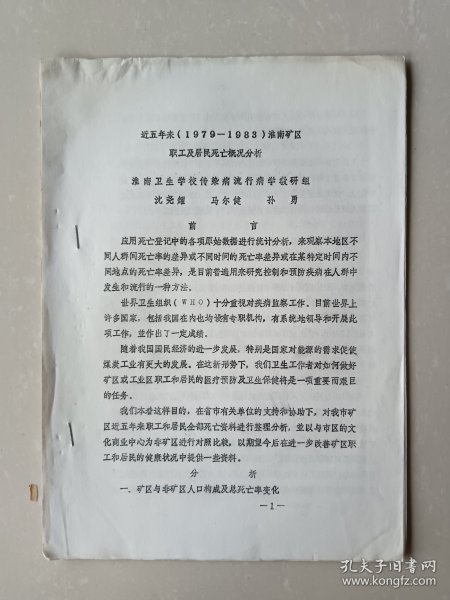 近五年来(1979—1983)淮南矿区
职工及居民死亡概况分析
淮南卫生学校传染病流行病学教研组
沈尧熠 马尔健 孙勇
前言
应用死亡登记中的各项原始数据进行统计分析,来观察本地区不
同人群间死亡率的差异或不同时间的死亡率差异或在某特定时间内不
同地点的死亡率差异,是目前普通用来研究控制和预防疾病在人群中
发生和流行的一种方法。
世界卫生组织(WHO)十分重视对疾病监察工作。目前世界上
许多国家,包括我国在内也均设有专职机构,有系统地领导和开展此
项工作,並作出了一定成绩。
随着我国国民经济的进一步发展,特别是国家对能源的需求促使
煤炭工业有更大的发展。在这新形势下,我们卫生工作者对如何做好
矿区或工业区职工和居民的医疗预防及卫生保健将是一项重要而艰巨
的任务。
我们本着这样目的,在省市有关单位的支持和协助下,对我市矿
区近五年来职工和居民全部死亡资料进行整理分析,並以与市区的文
化商业中心为非矿区进行对照比较,以期望今后在进一步改善矿区职
工和居民的健康状况中提供一些资料。
分析
一、矿区与非矿区人口构成及总死亡率变化
—1—
孔夫子旧书网
www.kongfz.com